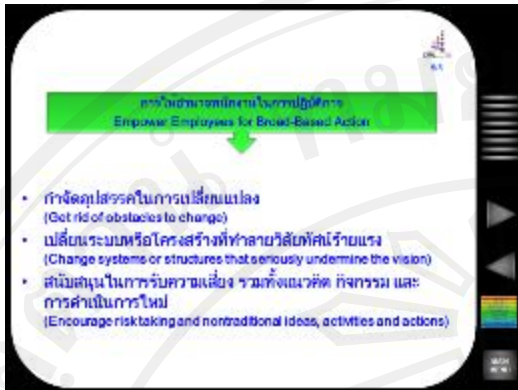 การให้อำนาจพนักงานในการปฏิบัติการ
Empower Employees for Broad-Based Action
• กำจัดอุปสรรคในการเปลี่ยนแปลง
(Get rid of obstacles to change)
• เปลี่ยนระบบหรือโครงสร้างที่ทำลายวิสัยทัศน์ร้ายแรง
(Change systems or structures that seriously undermine the vision)
• สนับสนุนในการรับความเสี่ยง รวมทั้งแนวคิด กิจกรรม และ
การดำเนินการใหม่
(Encourage risk taking and nontraditional ideas, activities and actions)
MAIN
MENU